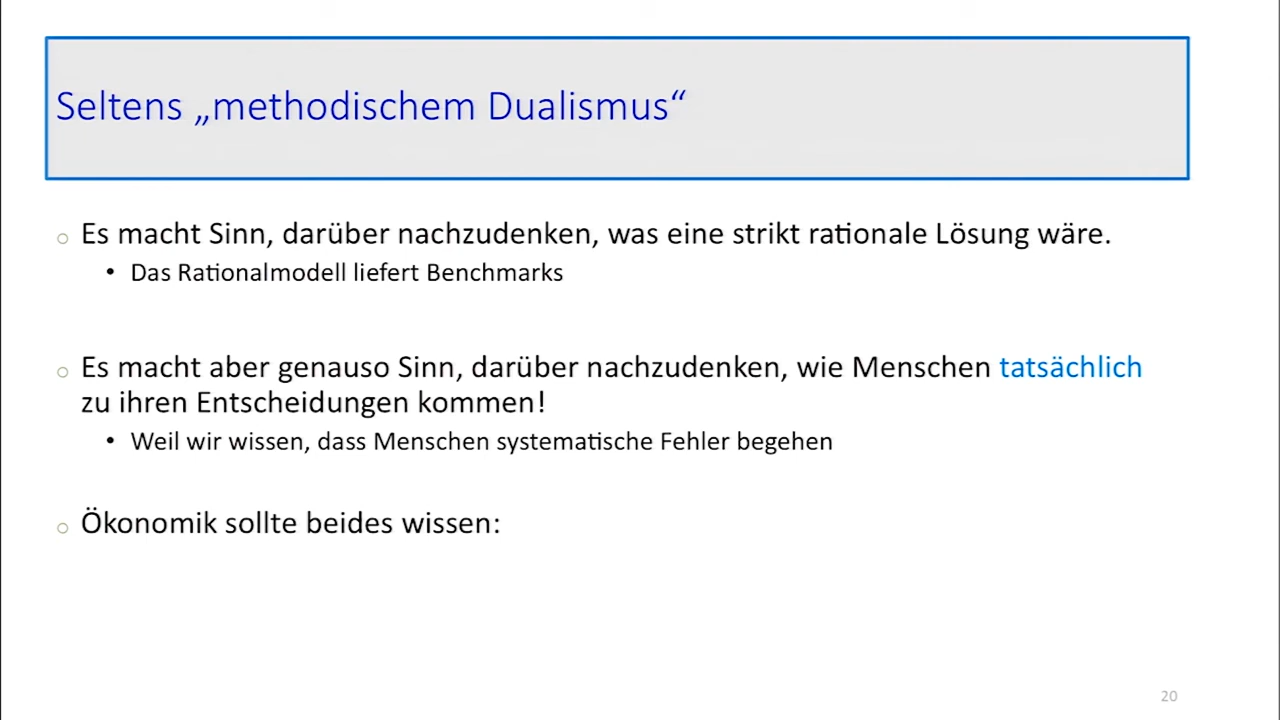 Seltens „methodischem Dualismus“
Es macht Sinn, darüber nachzudenken, was eine strikt rationale Lösung wäre.
• Das Rationalmodell liefert Benchmarks
Es macht aber genauso Sinn, darüber nachzudenken, wie Menschen tatsächlich
zu ihren Entscheidungen kommen!
• Weil wir wissen, dass Menschen systematische Fehler begehen
Ökonomik sollte beides wissen:
20